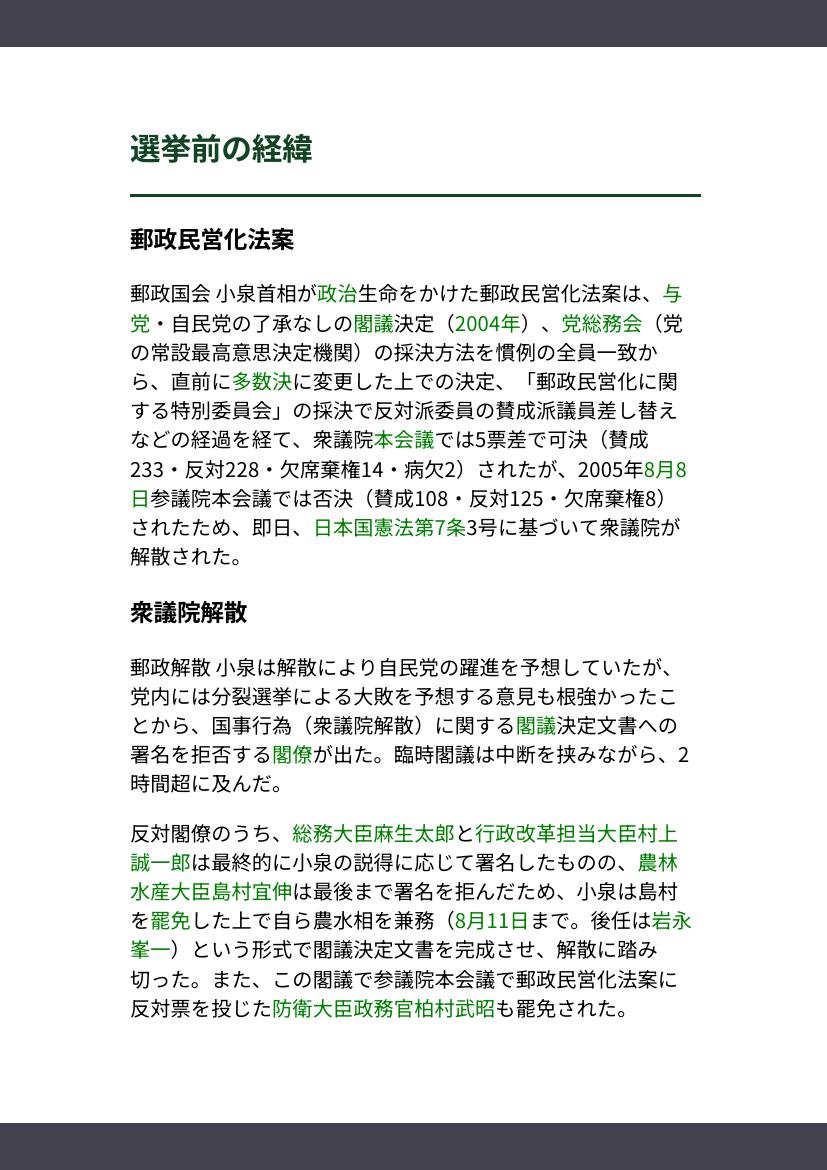 選挙前の経緯
郵政民営化法案
郵政国会 小泉首相が政治生命をかけた郵政民営化法案は、与
党・自民党の了承なしの閣議決定（2004年）、党総務会（党
の常設最高意思決定機関）の採決方法を慣例の全員一致か
ら、直前に多数決に変更した上での決定、「郵政民営化に関
する特別委員会」の採決で反対派委員の賛成派議員差し替え
などの経過を経て、衆議院本会議では5票差で可決（賛成
233・反対228・欠席棄権14・病欠2）されたが、2005年8月8
日参議院本会議では否決（賛成108・反対125・欠席棄権8）
されたため、即日、日本国憲法第7条3号に基づいて衆議院が
解散された。
衆議院解散
郵政解散 小泉は解散により自民党の躍進を予想していたが、
党内には分裂選挙による大敗を予想する意見も根強かったこ
とから、国事行為（衆議院解散）に関する閣議決定文書への
署名を拒否する閣僚が出た。臨時閣議は中断を挟みながら、2
時間超に及んだ。
反対閣僚のうち、総務大臣麻生太郎と行政改革担当大臣村上
誠一郎は最終的に小泉の説得に応じて署名したものの、農林
水産大臣島村宜伸は最後まで署名を拒んだため、小泉は島村
を罷免した上で自ら農水相を兼務（8月11日まで。後任は岩永
峯一）という形式で閣議決定文書を完成させ、解散に踏み
切った。また、この閣議で参議院本会議で郵政民営化法案に
反対票を投じた防衛大臣政務官柏村武昭も罷免された。